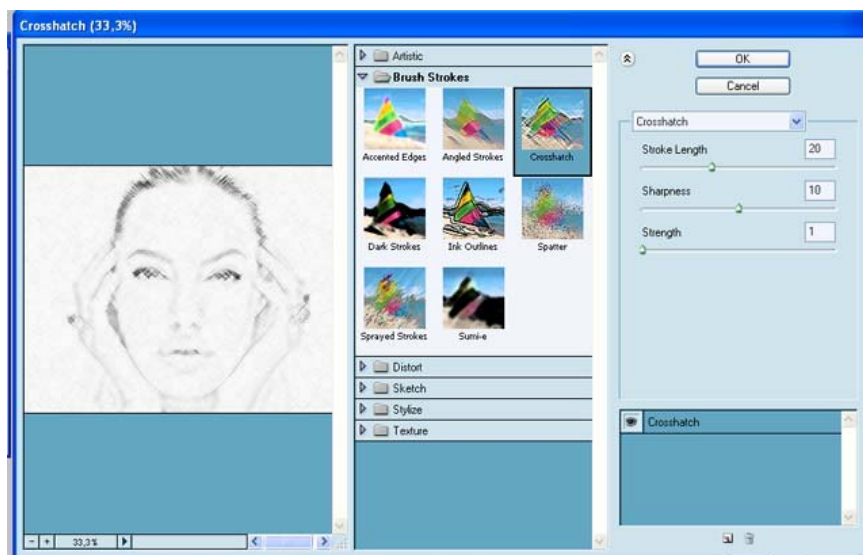 Crosshatch (33,3%)
Artistic
Brush Strokes
Accented Edges
Angled Strokes
Crosshatch
Dark Strokes
Ink Outlines
Spatter
Sprayed Strokes
Sumi-e
Distort
Sketch
Stylize
Texture
33,3%
OK
Cancel
Crosshatch
Stroke Length 20
Sharpness 10
Strength 1
Crosshatch